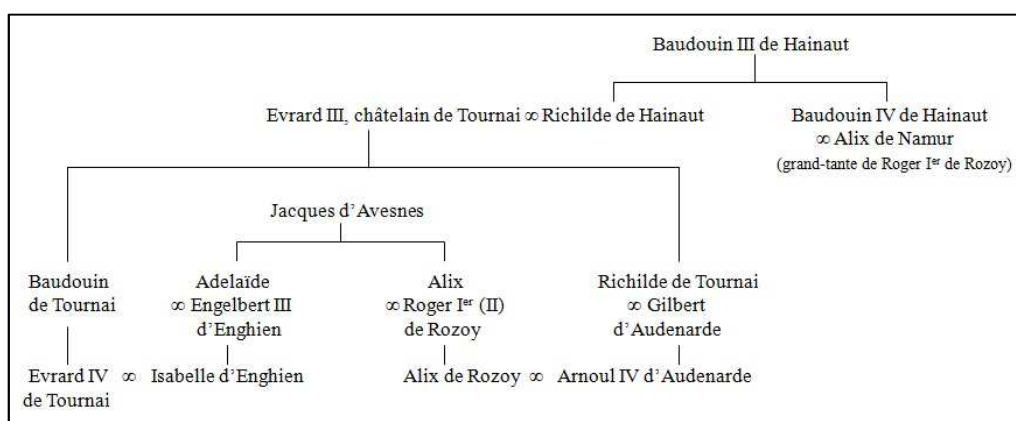 Baudouin III de Hainaut
Evrard III, châtelain de Tournai ∞ Richilde de Hainaut
Baudouin IV de Hainaut
∞ Alix de Namur
(grand-tante de Roger Iᵉʳ de Rozoy)
Jacques d’Avesnes
Baudouin
de Tournai
Adelaïde
∞ Engelbert III
d’Enghien
Alix
∞ Roger Iᵉʳ (II)
de Rozoy
Richilde de Tournai
∞ Gilbert
d’Audenarde
Evrard IV ∞ Isabelle d’Enghien
de Tournai
Alix de Rozoy ∞ Arnoul IV d’Audenarde